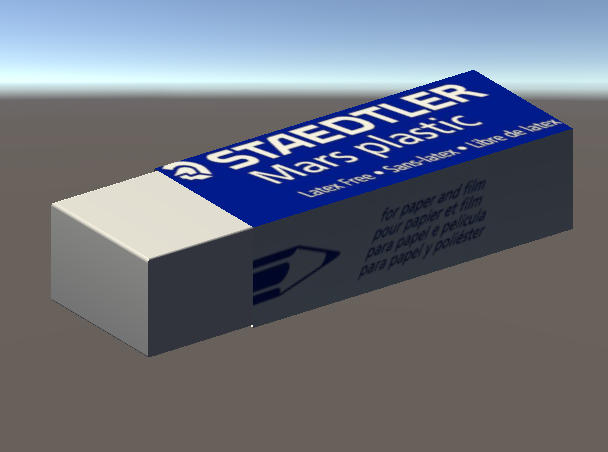 STAEDTLER
Mars plastic
Latex Free • Sans-latex • Libre de latex
for paper and film
pour papier et film
para papel e película
para papel y poliéster